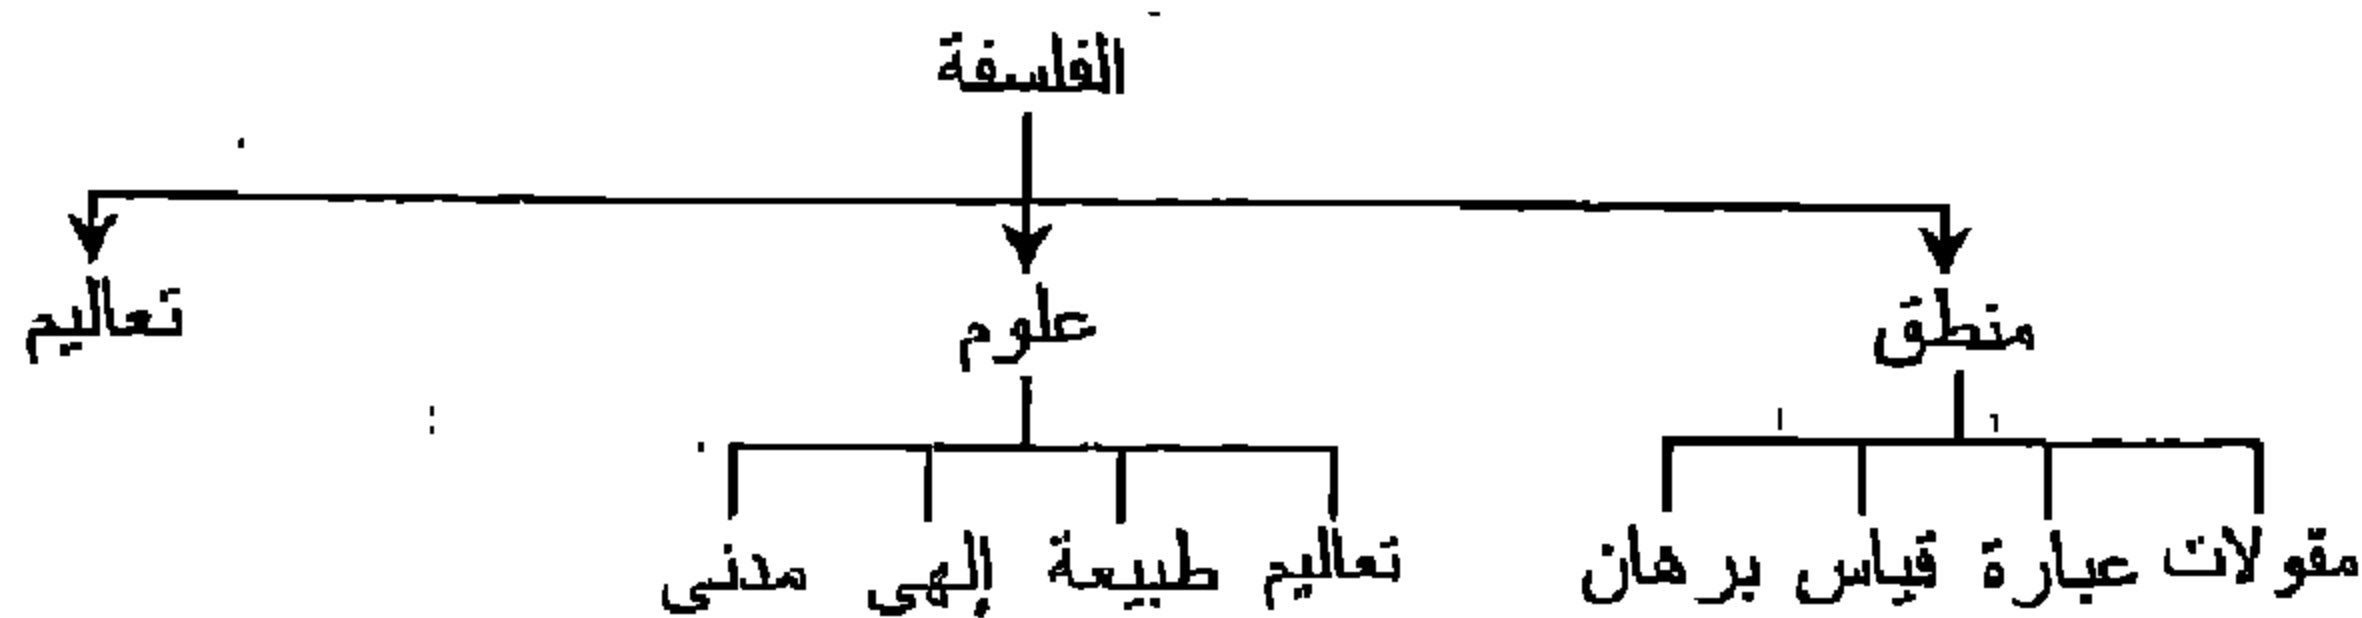 الفلسفة
منطق علوم تعاليم
مقولات عبارة قياس برهان تعاليم طبيعة إلهى مدنى